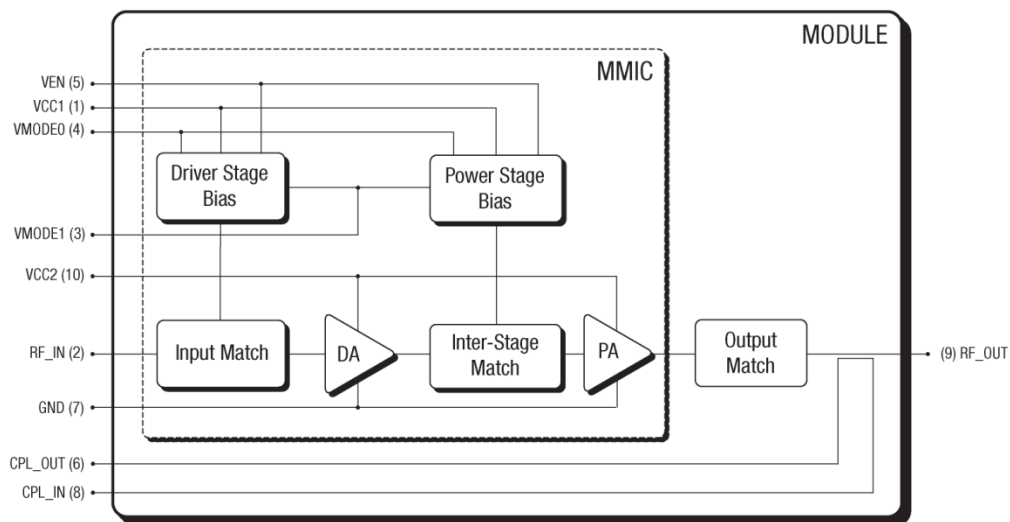 MODULE
MMIC
VEN (5)
VCC1 (1)
VMODE0 (4)
Driver Stage
Bias
Power Stage
Bias
VMODE1 (3)
VCC2 (10)
RF_IN (2)
Input Match
DA
Inter-Stage
Match
PA
Output
Match
(9) RF_OUT
GND (7)
CPL_OUT (6)
CPL_IN (8)